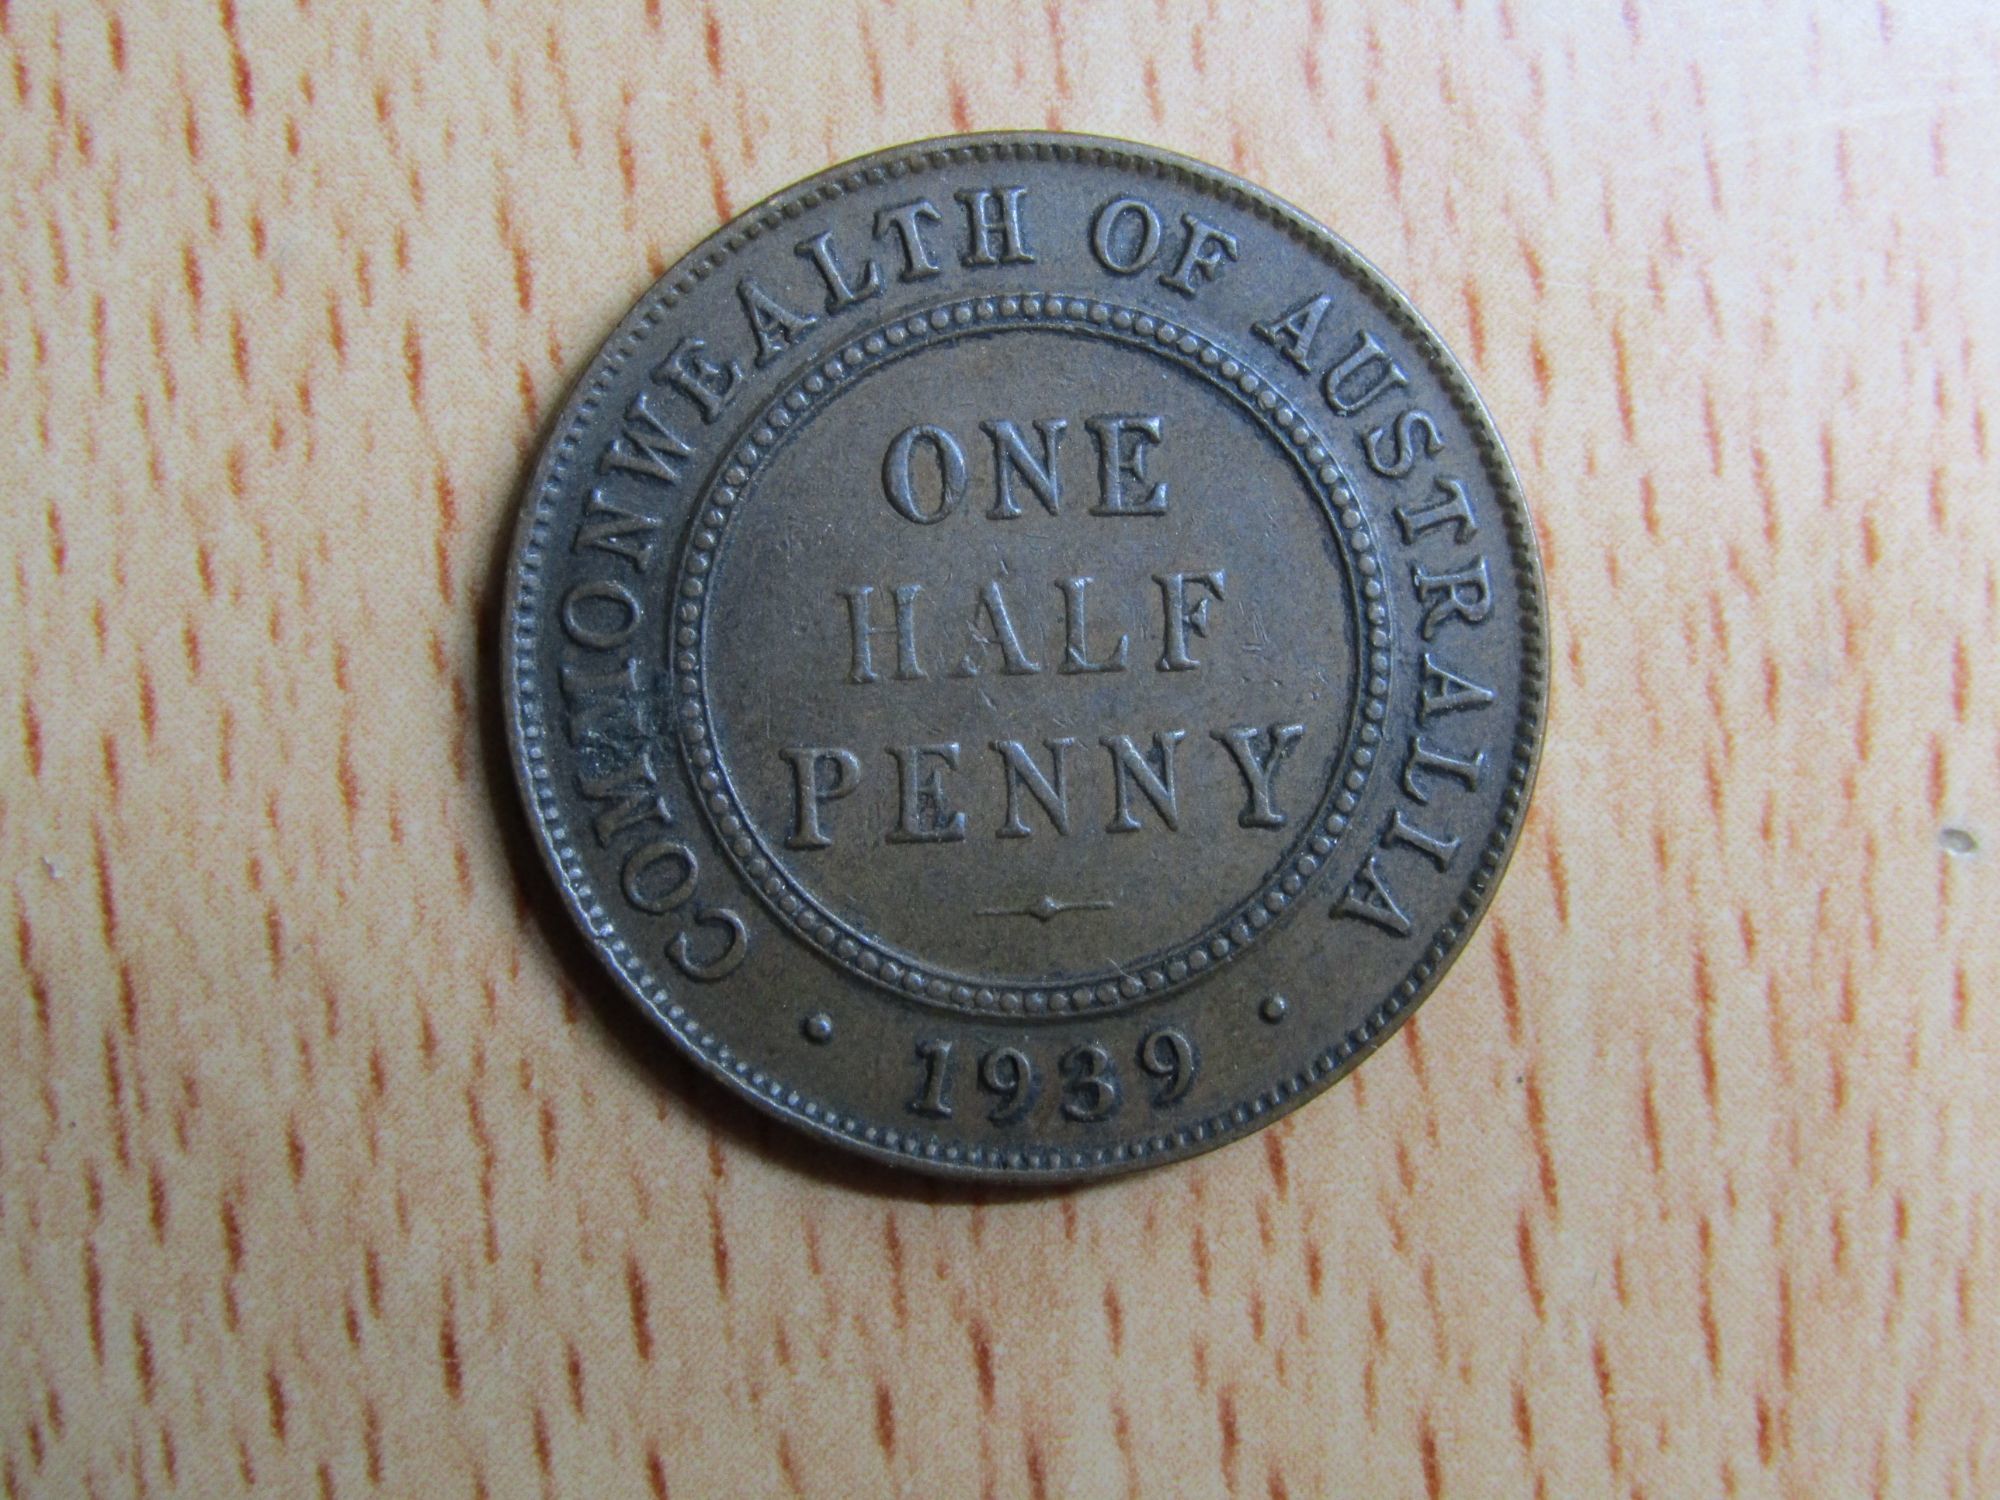 COMMONWEALTH OF AUSTRALIA
ONE
HALF
PENNY
· 1939 ·